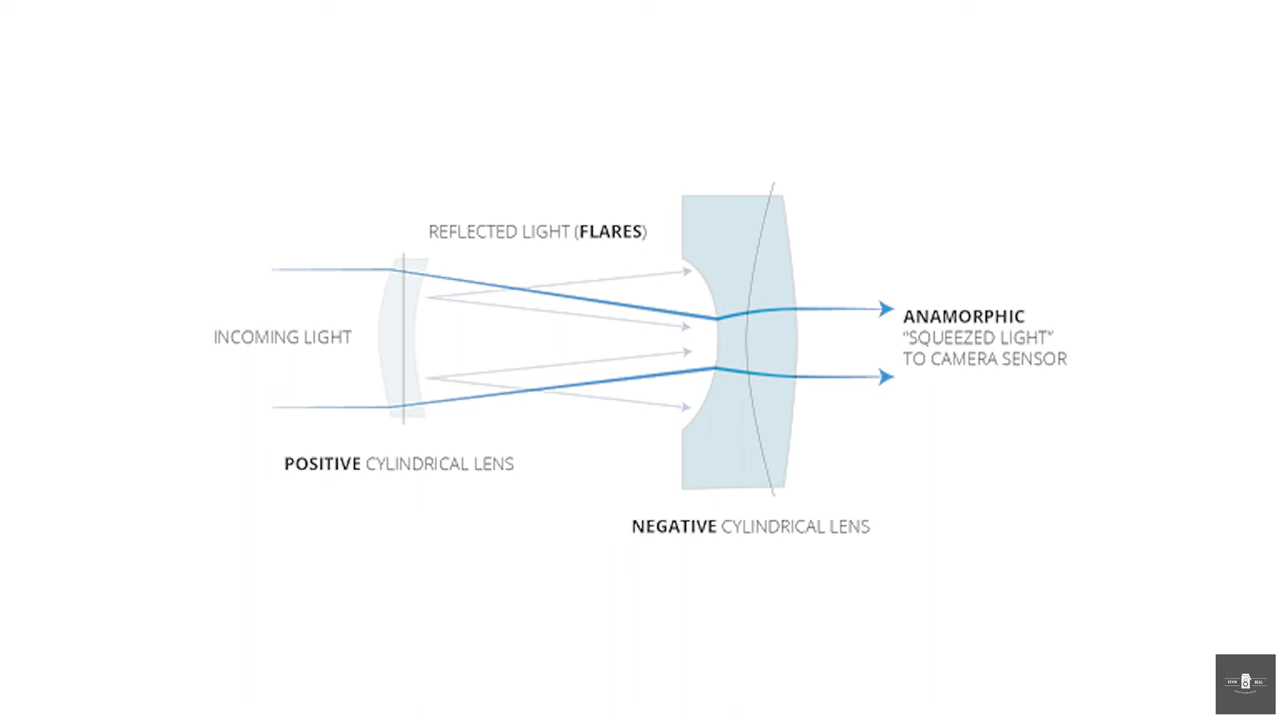 REFLECTED LIGHT (FLARES)
INCOMING LIGHT
ANAMORPHIC
“SQUEEZED LIGHT”
TO CAMERA SENSOR
POSITIVE CYLINDRICAL LENS
NEGATIVE CYLINDRICAL LENS